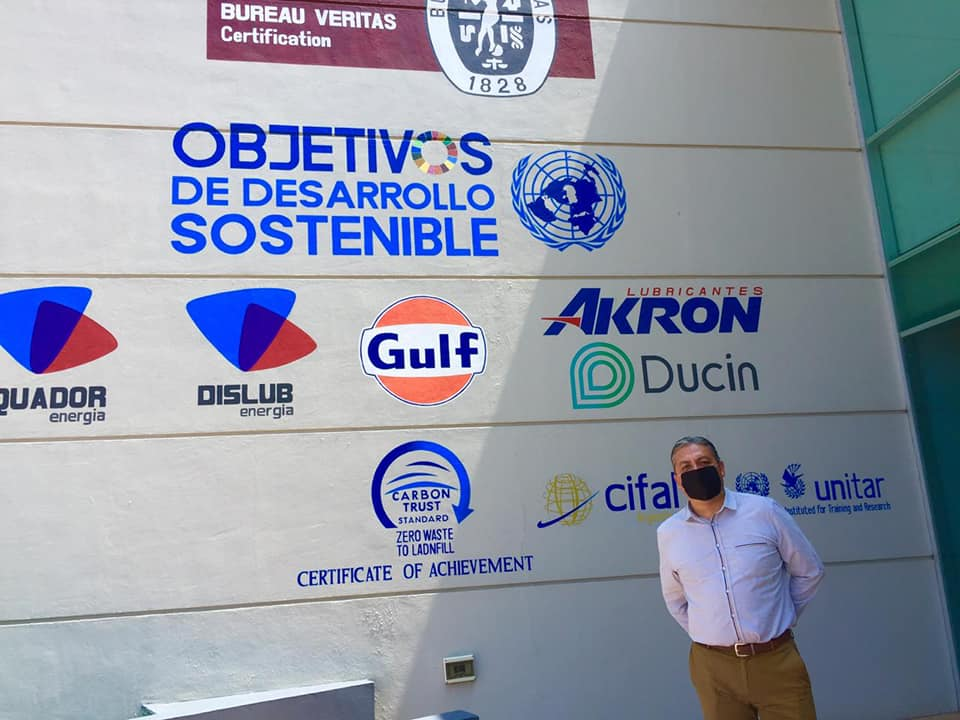 BUREAU VERITAS
Certification
1828
OBJETIVOS
DE DESARROLLO
SOSTENIBLE
QUADOR
energia
DISLUB
energia
Gulf
LUBRICANTES
AKRON
Ducin
CARBON
TRUST
STANDARD
ZERO WASTE
TO LADNFILL
CERTIFICATE OF ACHIEVEMENT
cifal
unitar
Instituted for Training and Research